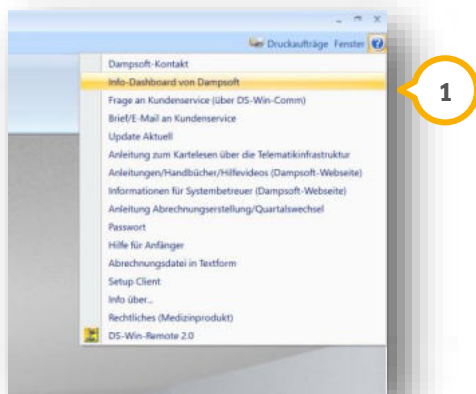 Druckaufträge Fenster
Dampsoft-Kontakt
Info-Dashboard von Dampsoft
Frage an Kundenservice (über DS-Win-Comm)
Brief/E-Mail an Kundenservice
Update Aktuell
Anleitung zum Kartelesen über die Telematikinfrastruktur
Anleitungen/Handbücher/Hilfevideos (Dampsoft-Webseite)
Informationen für Systembetreuer (Dampsoft-Webseite)
Anleitung Abrechnungserstellung/Quartalswechsel
Passwort
Hilfe für Anfänger
Abrechnungsdatei in Textform
Setup Client
Info über...
Rechtliches (Medizinprodukt)
DS-Win-Remote 2.0
1